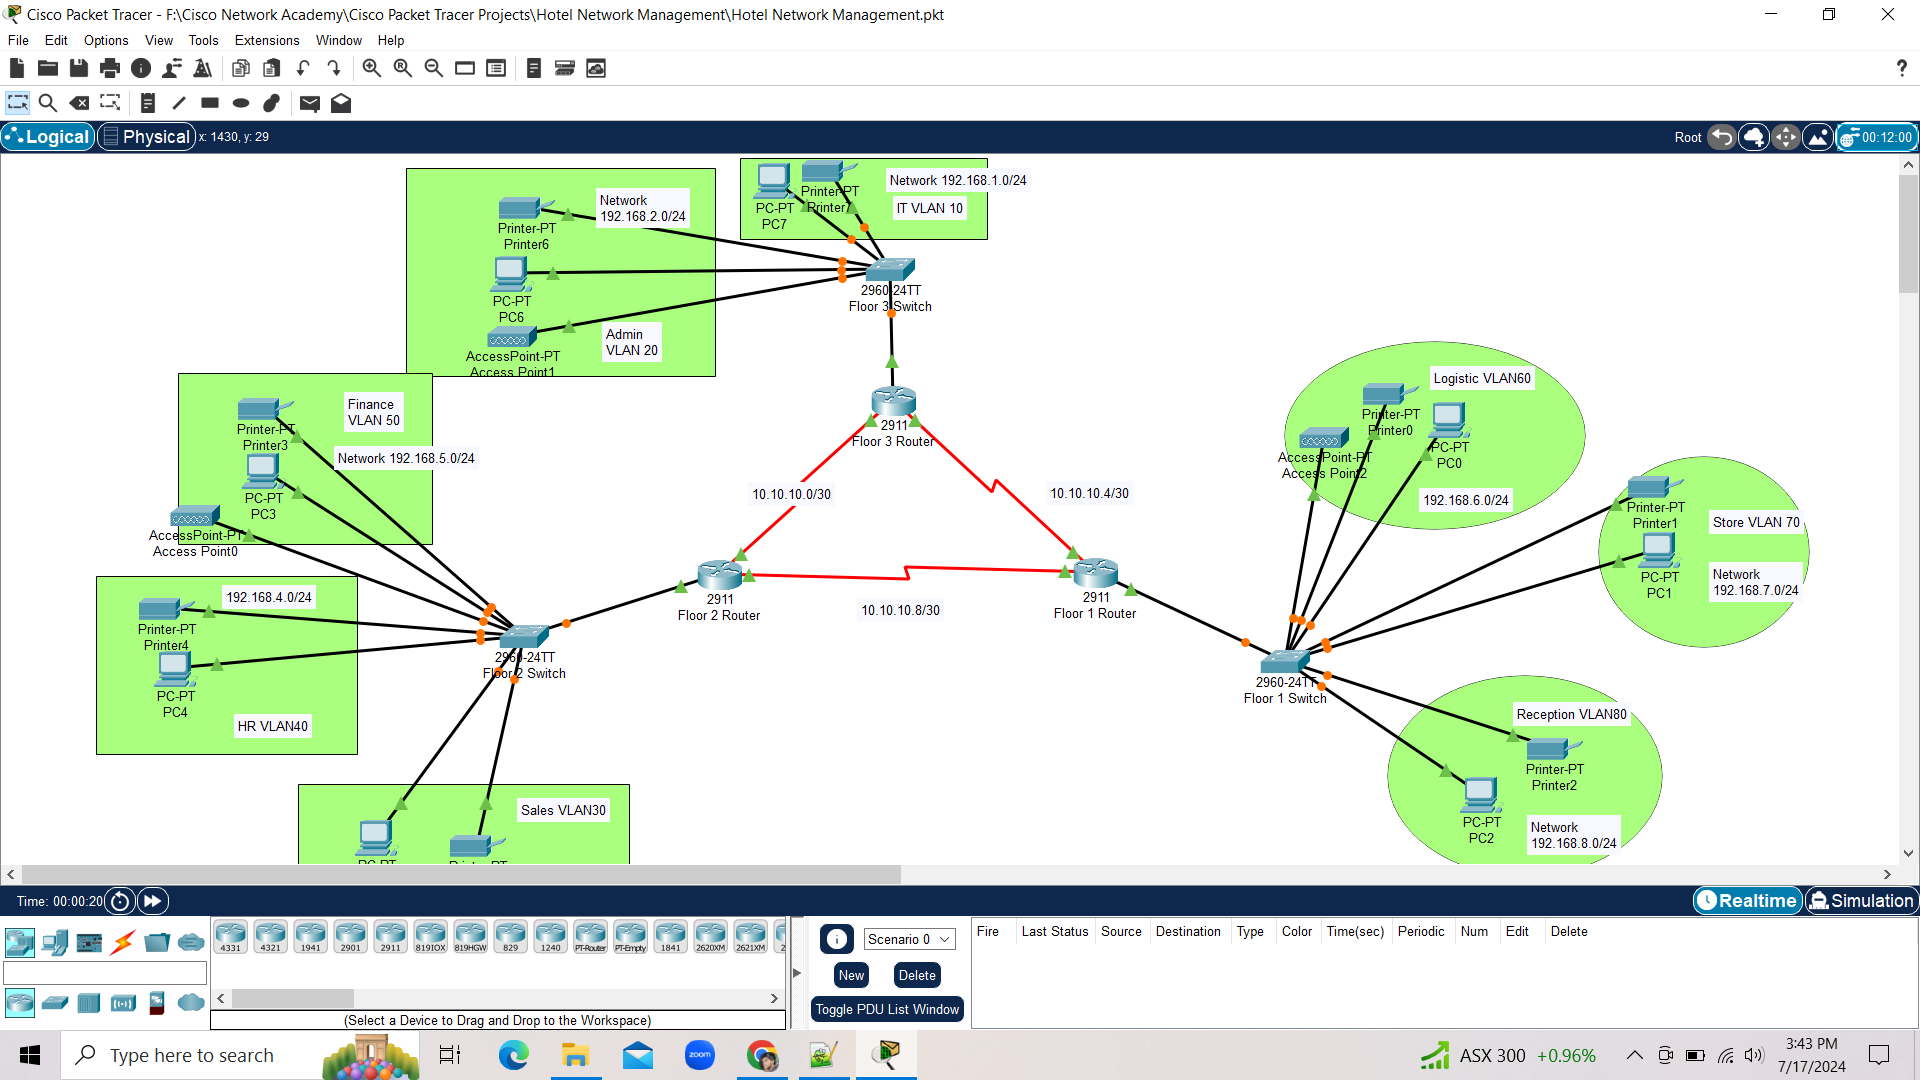 Cisco Packet Tracer - F:\Cisco Network Academy\Cisco Packet Tracer Projects\Hotel Network Management\Hotel Network Management.pkt
File Edit Options View Tools Extensions Window Help
Logical Physical x: 1430, y: 29
Root 00:12:00
PC-PT
PC7
Printer-PT
Printer7
Network 192.168.1.0/24
IT VLAN 10
Network
192.168.2.0/24
Printer-PT
Printer6
PC-PT
PC6
AccessPoint-PT
Access Point1
Admin
VLAN 20
2960-24TT
Floor 3 Switch
Finance
VLAN 50
Printer-PT
Printer3
Network 192.168.5.0/24
PC-PT
PC3
AccessPoint-PT
Access Point0
2911
Floor 3 Router
10.10.10.0/30
10.10.10.4/30
Logistic VLAN60
Printer-PT
Printer0
AccessPoint-PT
Access Point2
PC-PT
PC0
192.168.6.0/24
Printer-PT
Printer1
Store VLAN 70
PC-PT
PC1
Network
192.168.7.0/24
192.168.4.0/24
Printer-PT
Printer4
PC-PT
PC4
HR VLAN40
2911
Floor 2 Router
10.10.10.8/30
2911
Floor 1 Router
2960-24TT
Floor 2 Switch
2960-24TT
Floor 1 Switch
Reception VLAN80
Printer-PT
Printer2
PC-PT
PC2
Network
192.168.8.0/24
Sales VLAN30
PC-PT
Printer-PT
Time: 00:00:20
Realtime Simulation
4331 4321 1941 2901 2911 819IOX 819HGW 829 1240 PT-Router PT-Empty 1841 2620XM 2621XM
(Select a Device to Drag and Drop to the Workspace)
Scenario 0
New Delete
Toggle PDU List Window
Fire Last Status Source Destination Type Color Time(sec) Periodic Num Edit Delete
Type here to search
zoom
ASX 300 +0.96%
3:43 PM
7/17/2024